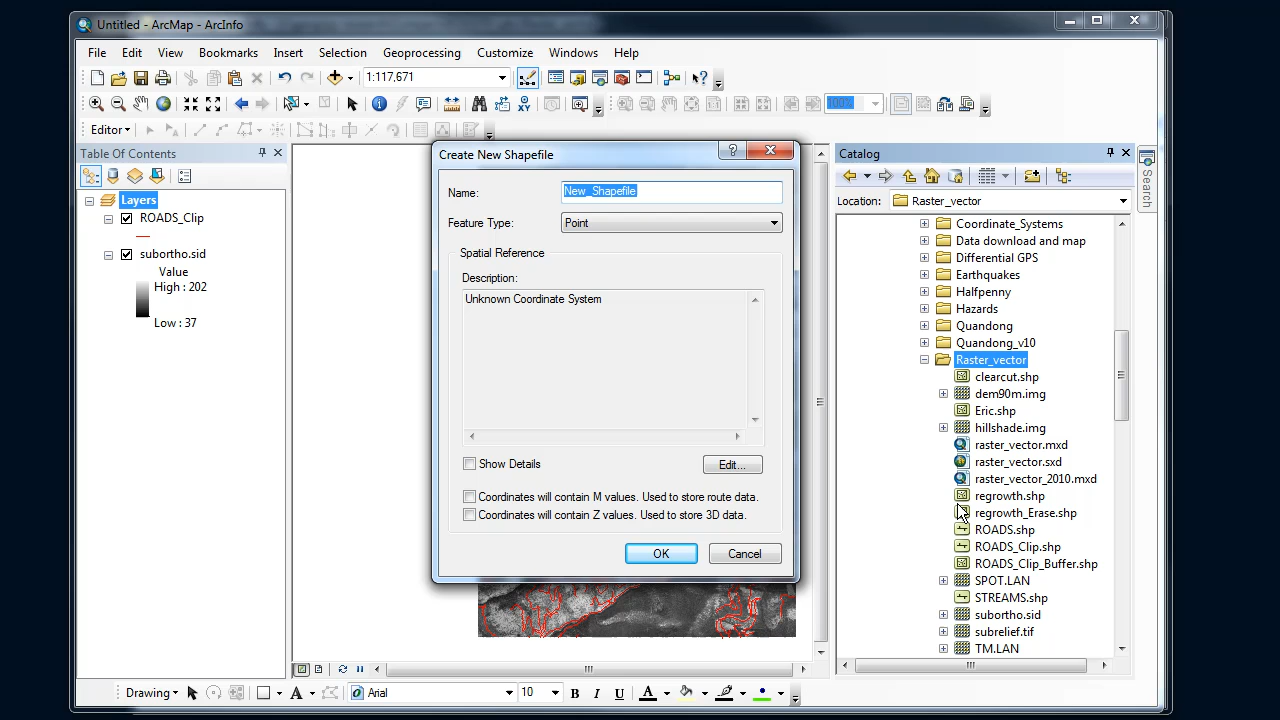 Untitled - ArcMap - ArcInfo
File Edit View Bookmarks Insert Selection Geoprocessing Customize Windows Help
1:117,671
100%
Editor
Table Of Contents
Layers
ROADS_Clip
subortho.sid
Value
High : 202
Low : 37
Create New Shapefile
Name: New_Shapefile
Feature Type: Point
Spatial Reference
Description:
Unknown Coordinate System
Show Details
Edit...
Coordinates will contain M values. Used to store route data.
Coordinates will contain Z values. Used to store 3D data.
OK Cancel
Catalog
Location: Raster_vector
Coordinate_Systems
Data download and map
Differential GPS
Earthquakes
Halfpenny
Hazards
Quandong
Quandong_v10
Raster_vector
clearcut.shp
dem90m.img
Eric.shp
hillshade.img
raster_vector.mxd
raster_vector.sxd
raster_vector_2010.mxd
regrowth.shp
regrowth_Erase.shp
ROADS.shp
ROADS_Clip.shp
ROADS_Clip_Buffer.shp
SPOT.LAN
STREAMS.shp
subortho.sid
subrelief.tif
TM.LAN
Search
Drawing A Arial 10 B I U A